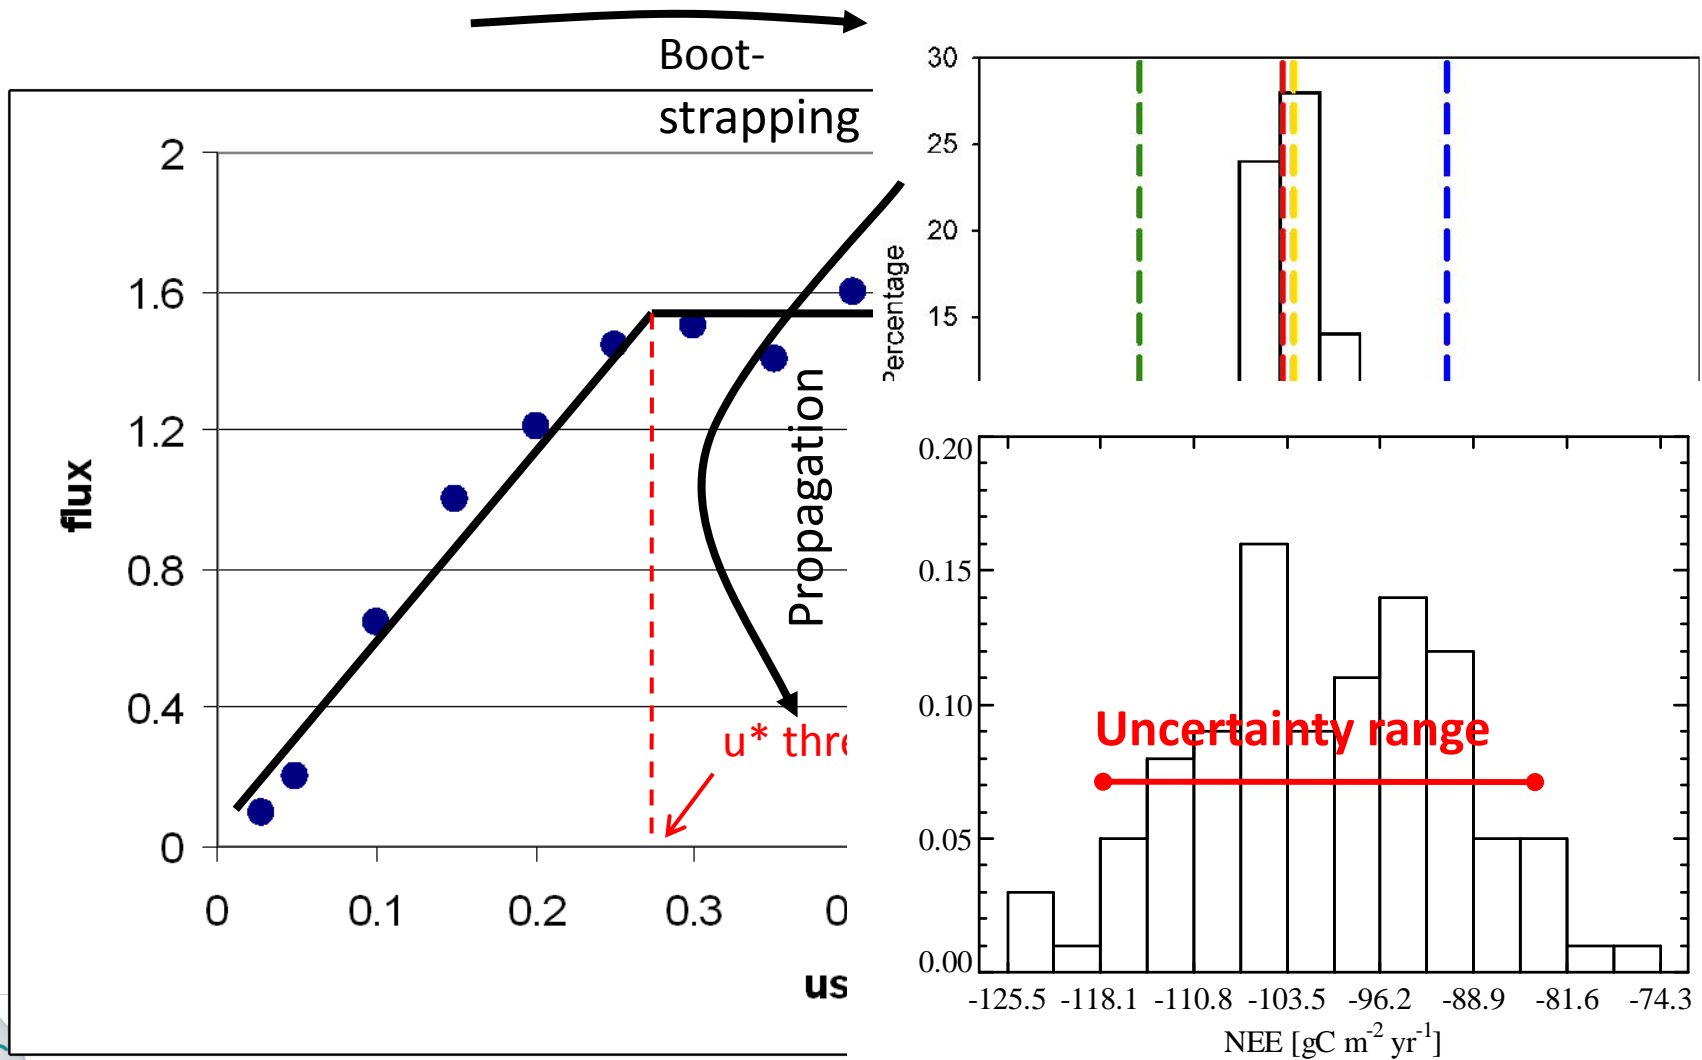 Boot-
strapping
2
1.6
1.2
0.8
0.4
0
flux
0
0.1
0.2
0.3
0
us
Propagation
u* thre
30
25
20
15
Percentage
0.20
0.15
0.10
0.05
0.00
Uncertainty range
-125.5 -118.1 -110.8 -103.5 -96.2 -88.9 -81.6 -74.3
NEE [gC m⁻² yr⁻¹]